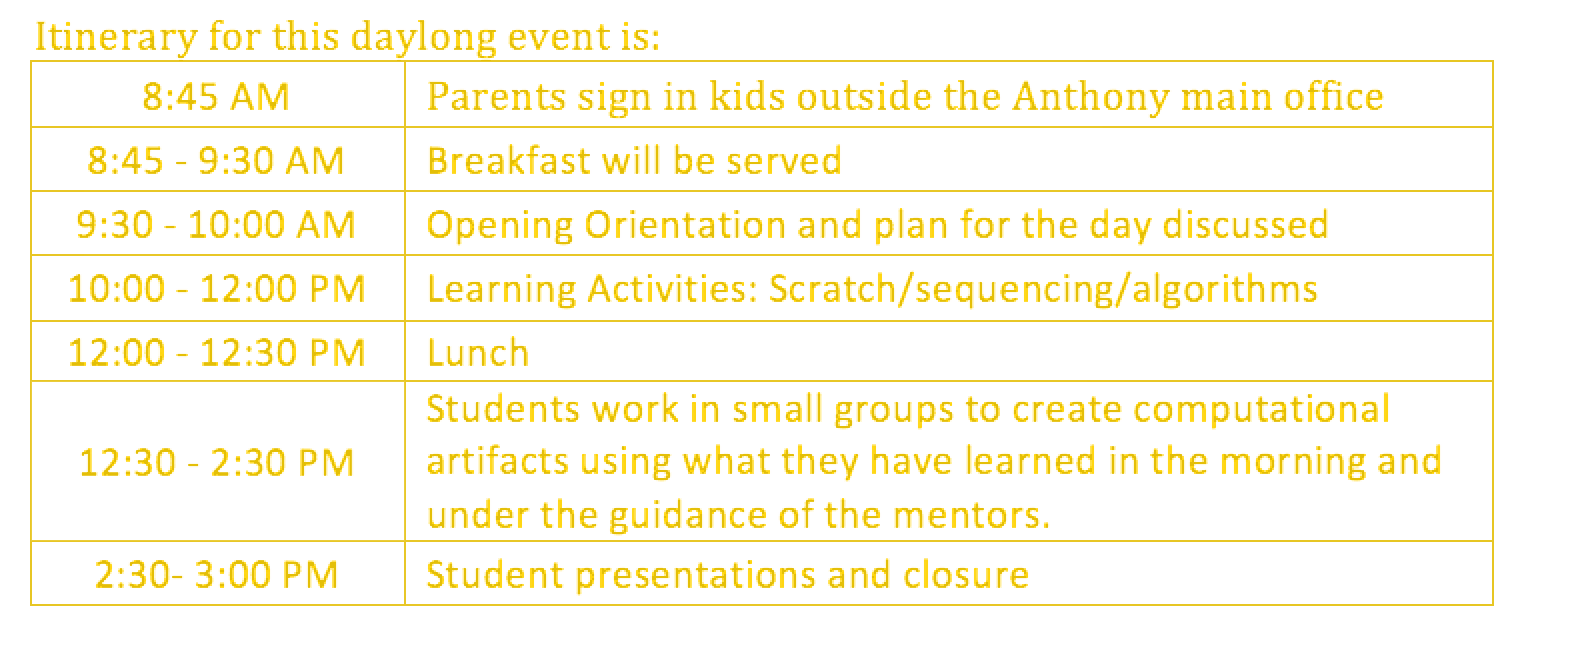 Itinerary for this daylong event is:
8:45 AM
Parents sign in kids outside the Anthony main office
8:45 - 9:30 AM
Breakfast will be served
9:30 - 10:00 AM
Opening Orientation and plan for the day discussed
10:00 - 12:00 PM
Learning Activities: Scratch/sequencing/algorithms
12:00 - 12:30 PM
Lunch
12:30 - 2:30 PM
Students work in small groups to create computational
artifacts using what they have learned in the morning and
under the guidance of the mentors.
2:30- 3:00 PM
Student presentations and closure